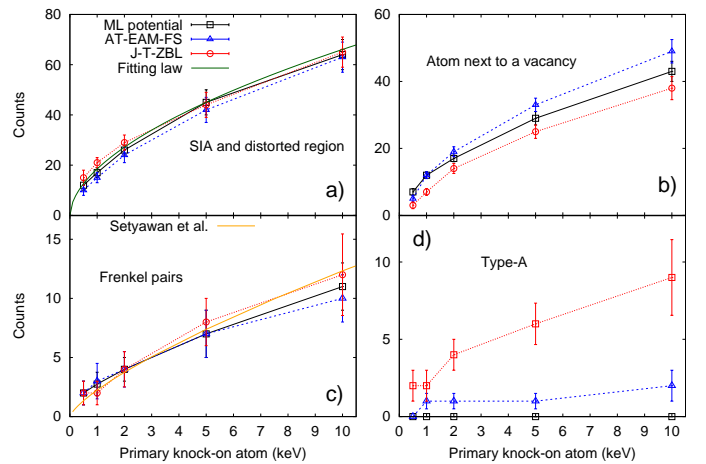 ML potential
AT-EAM-FS
J-T-ZBL
Fitting law
SIA and distorted region
a)
Counts
0
20
40
60
80
Atom next to a vacancy
b)
0
10
20
30
40
50
60
Setyawan et al.
Frenkel pairs
c)
Counts
0
5
10
15
0 1 2 3 4 5 6 7 8 9 10
Primary knock-on atom (keV)
d)
Type-A
0
5
10
0 1 2 3 4 5 6 7 8 9 10
Primary knock-on atom (keV)